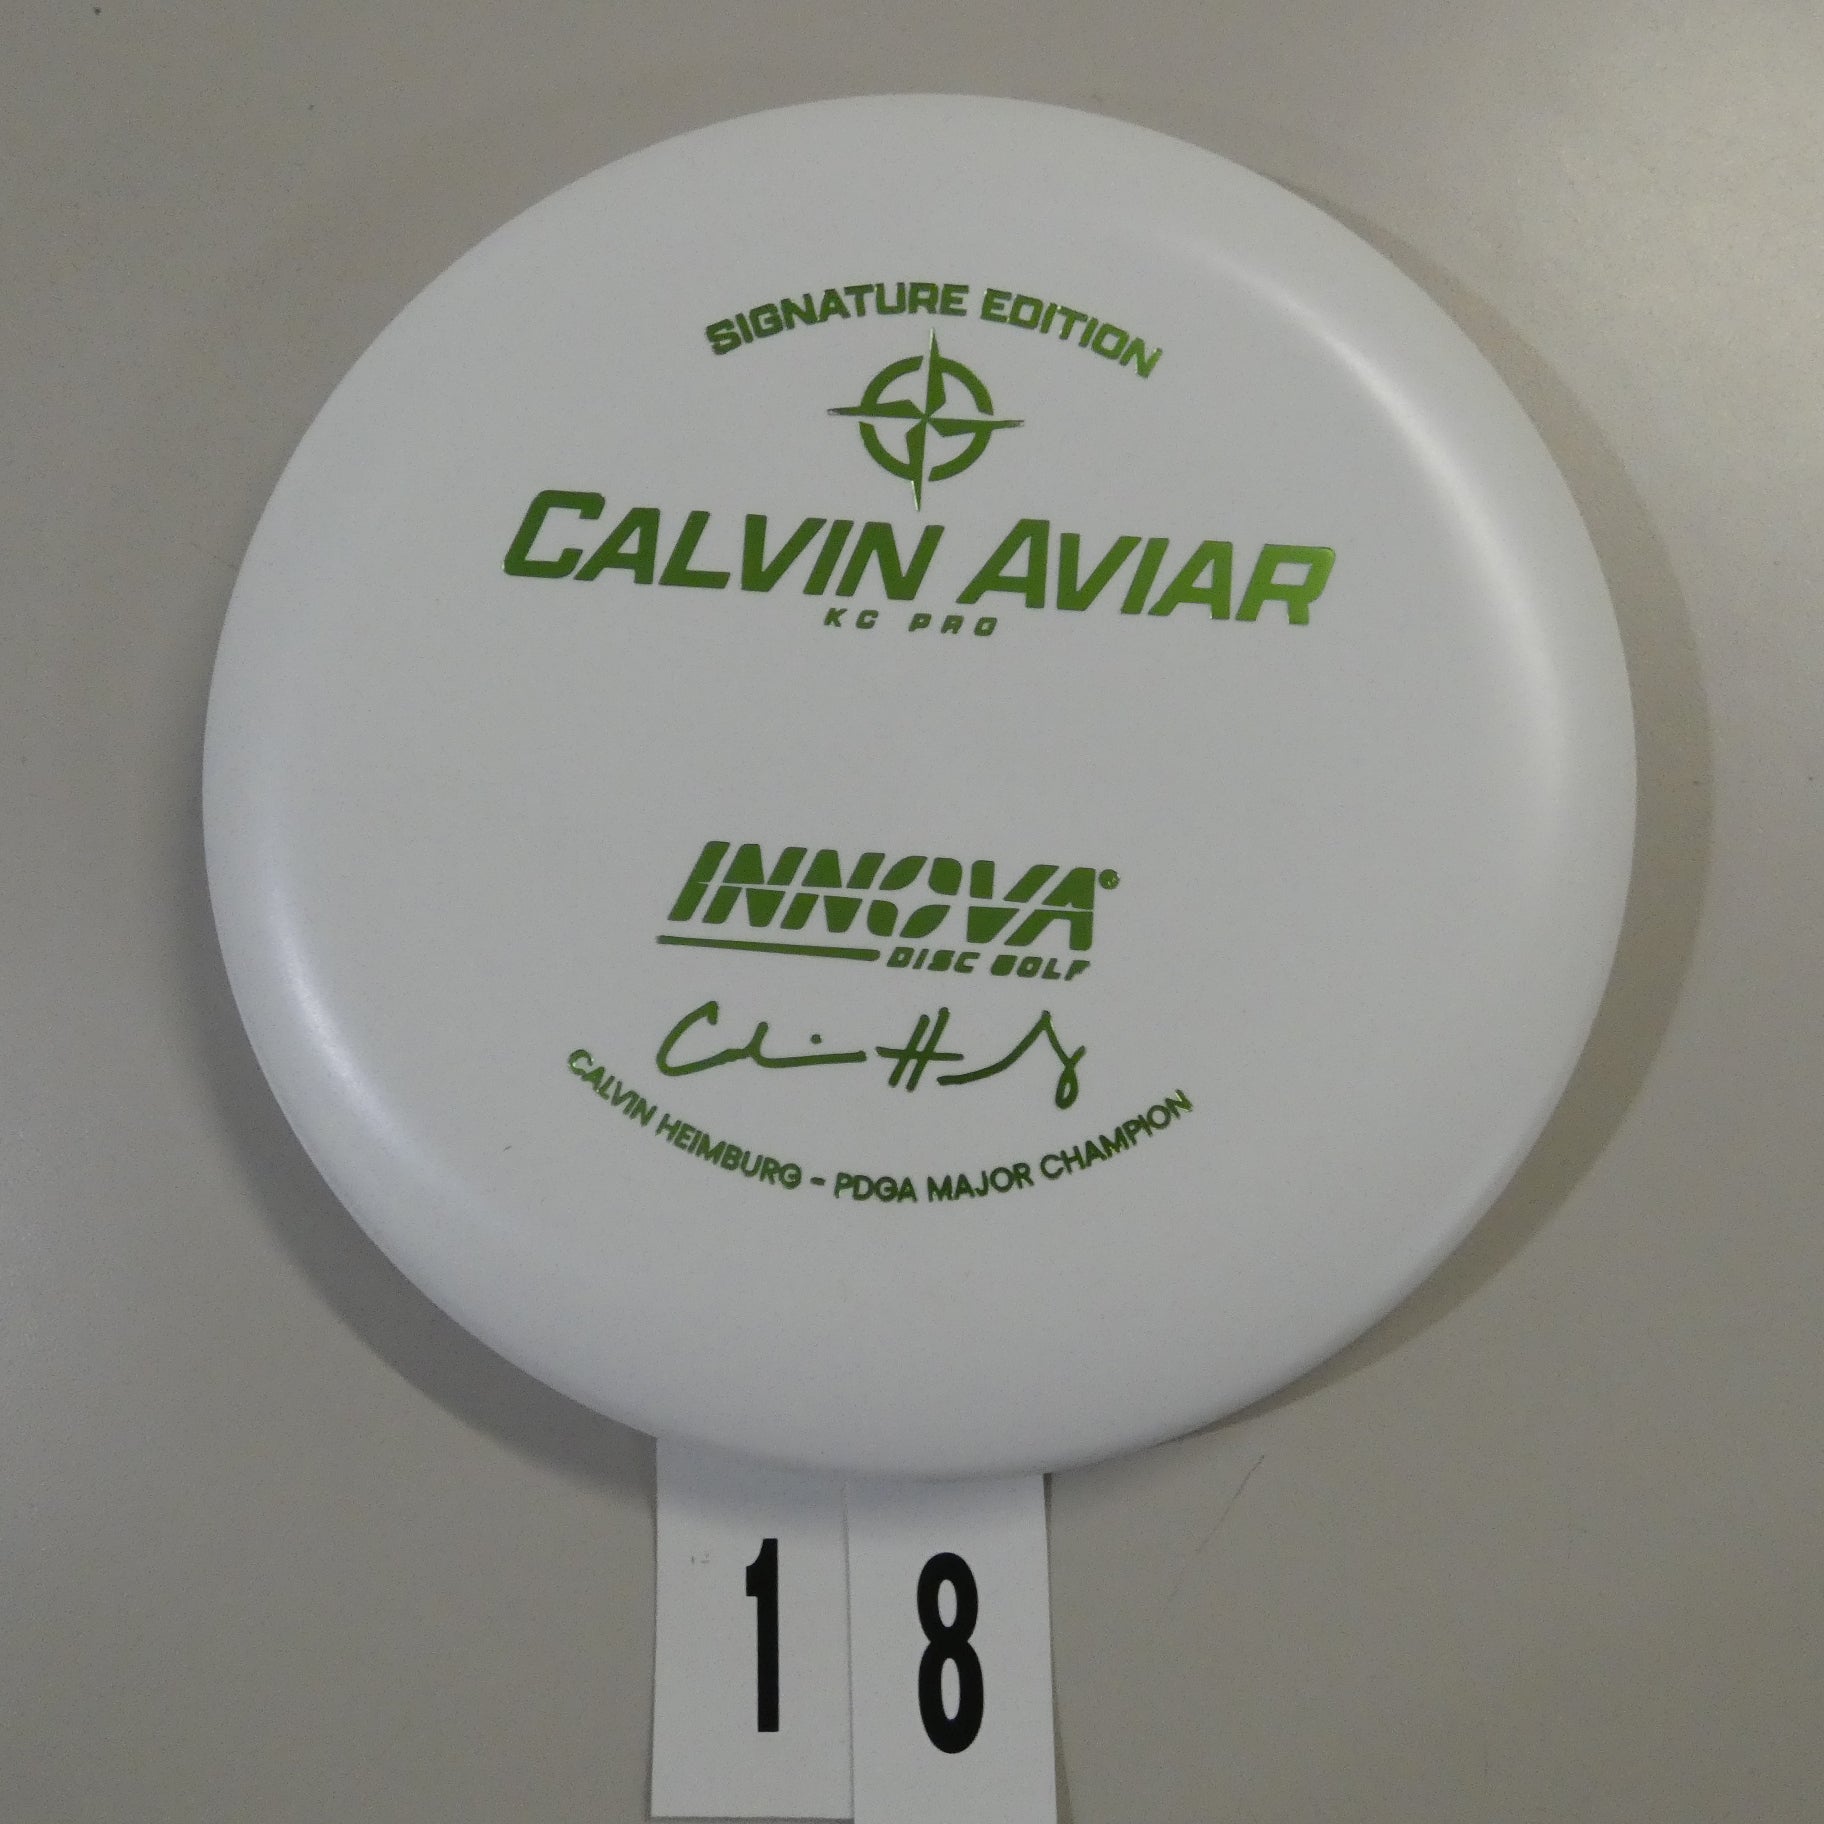 SIGNATURE EDITION
CALVIN AVIAR
KC PRO
INNOVA®
DISC GOLF
CALVIN HEIMBURG - PDGA MAJOR CHAMPION
1 8